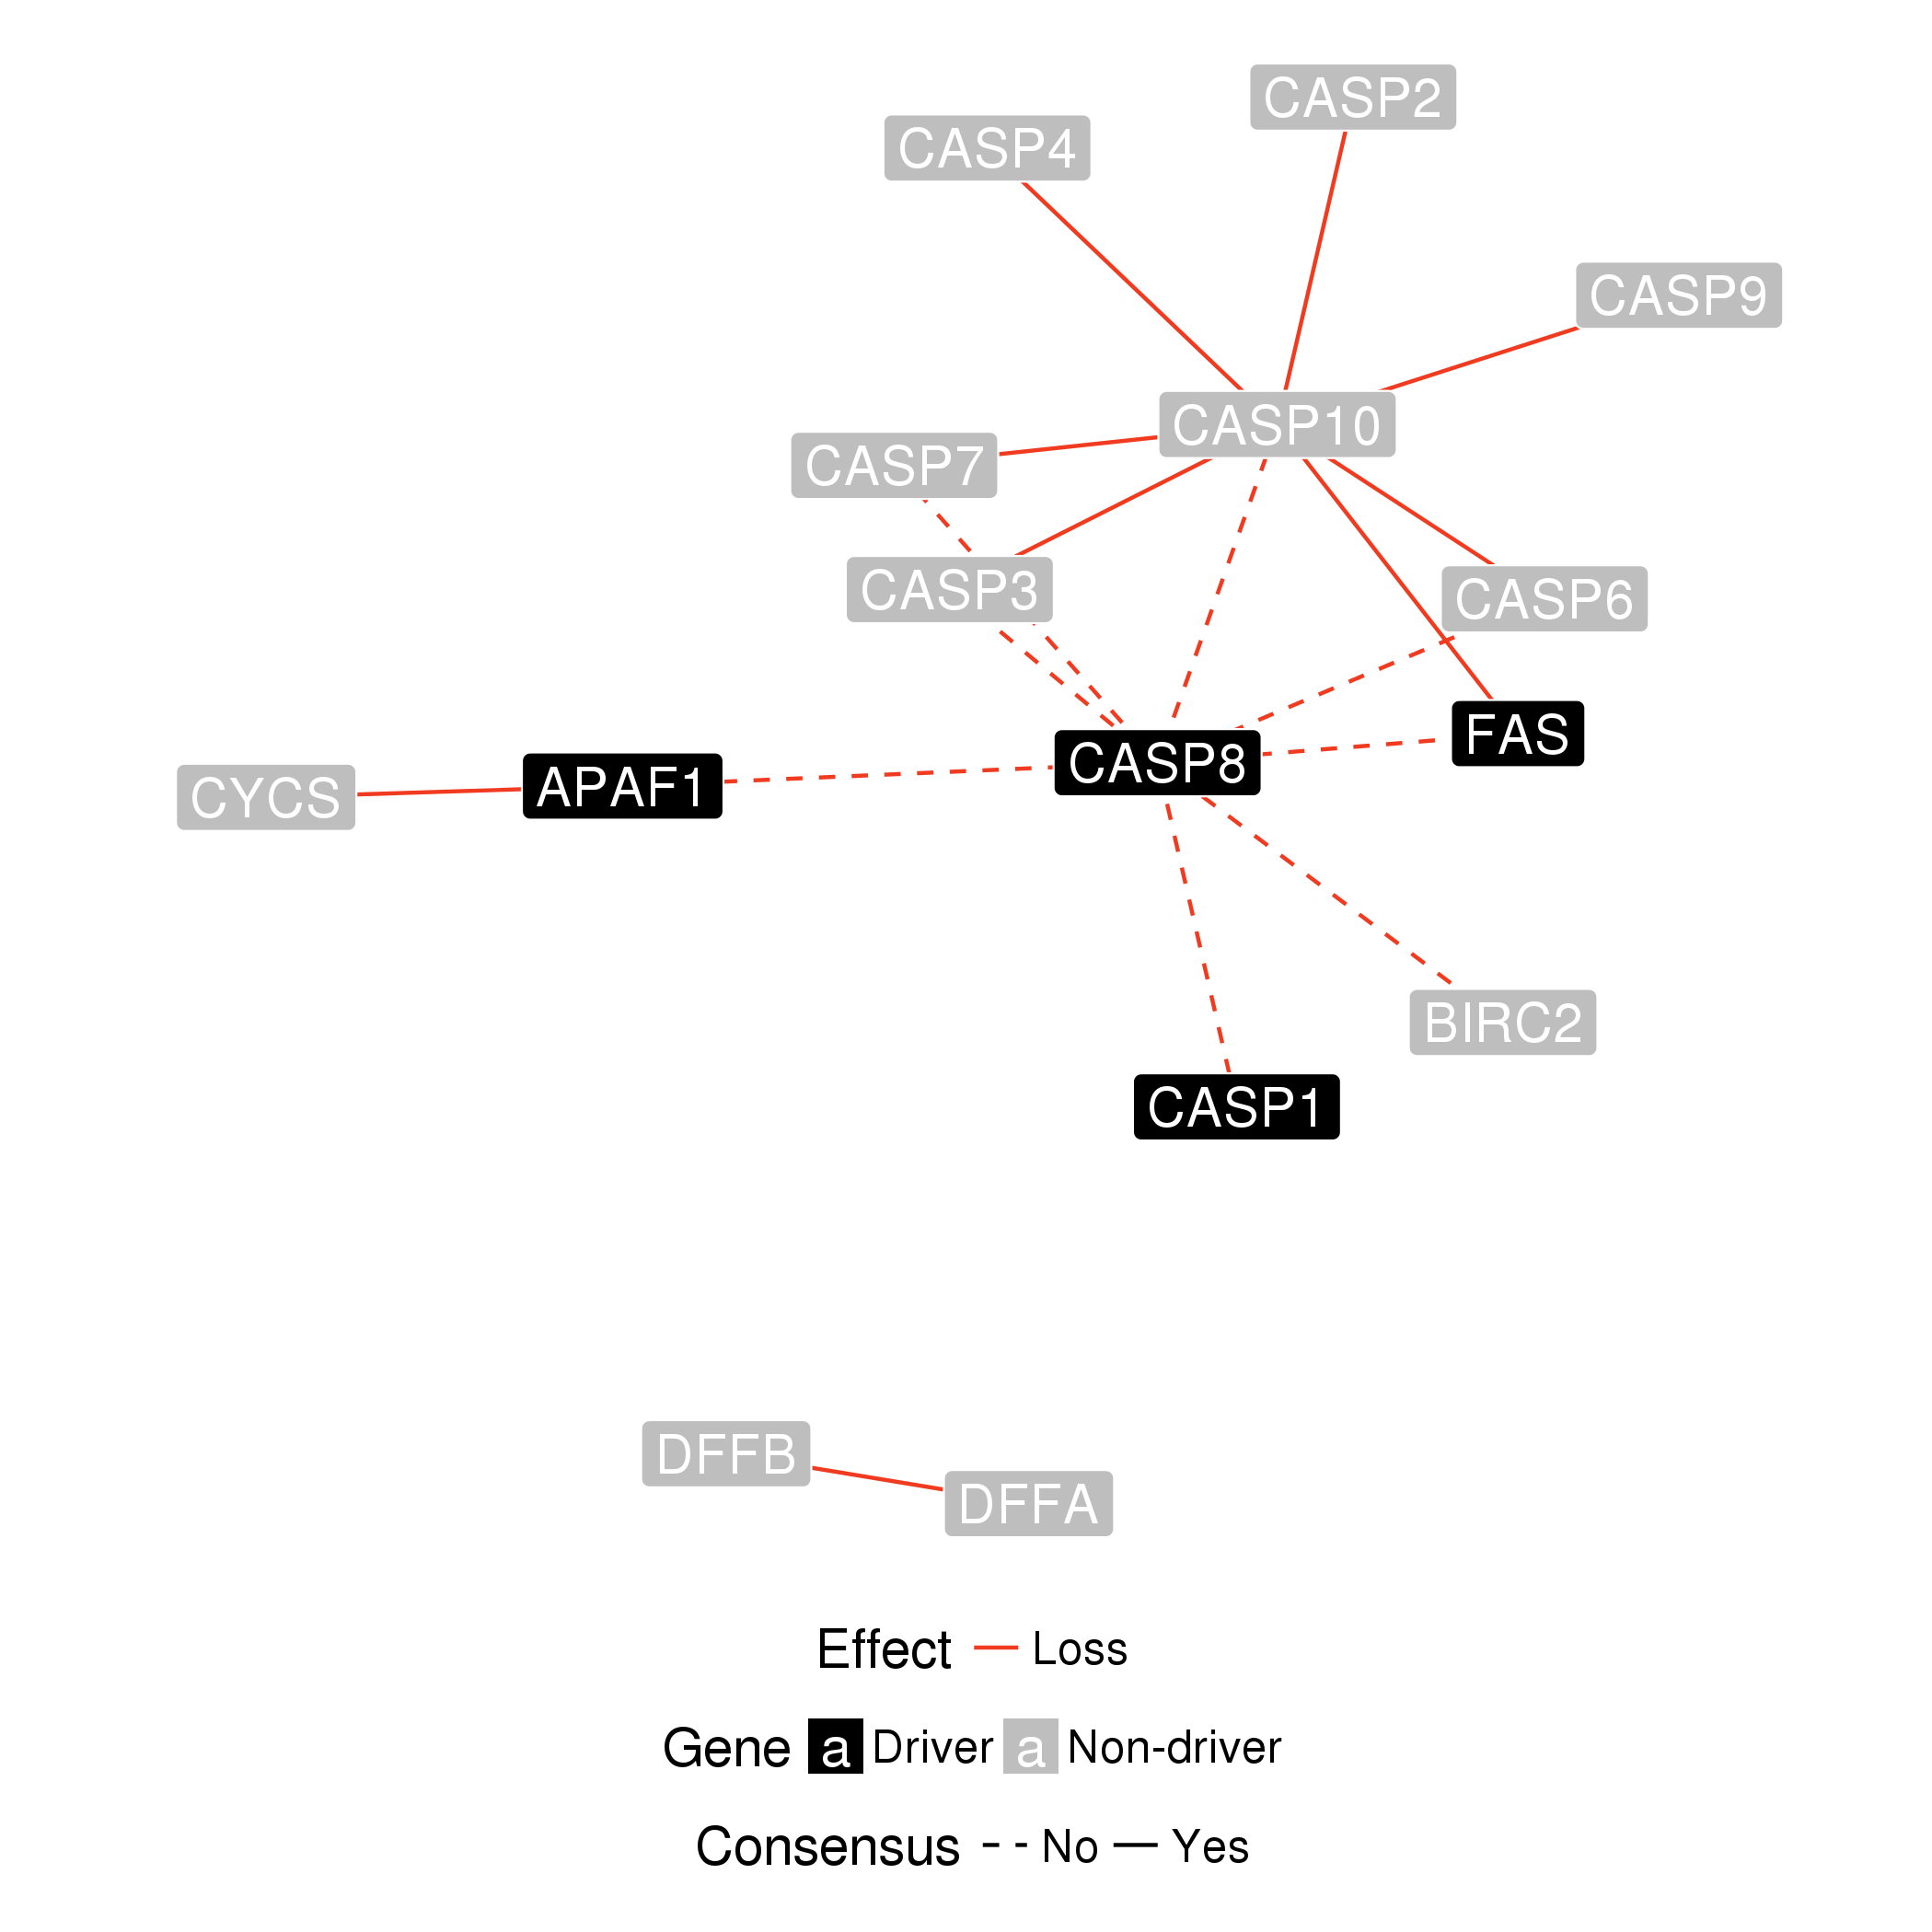 CASP2
CASP4
CASP9
CASP10
CASP7
CASP3
CASP6
FAS
CASP8
APAF1
CYCS
BIRC2
CASP1
DFFB
DFFA
Effect Loss
Gene a Driver a Non-driver
Consensus No Yes